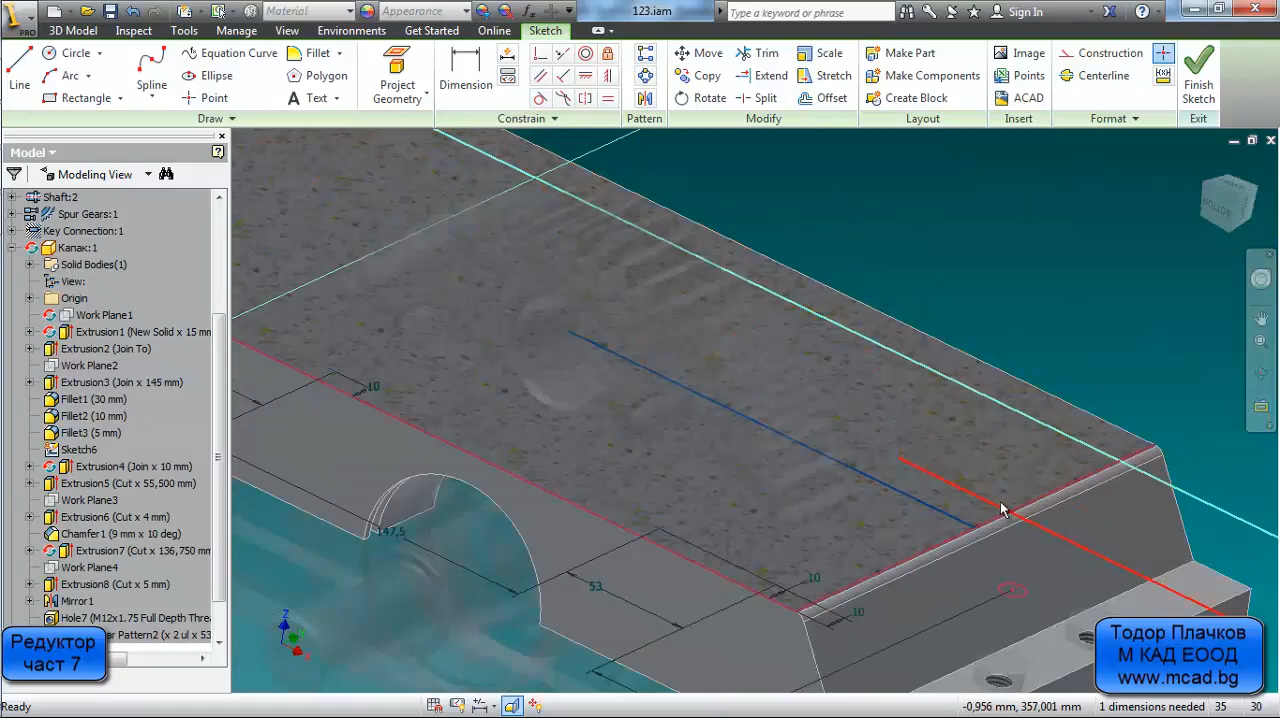 Material
Appearance
123.iam
Type a keyword or phrase
Sign In
PRO
3D Model Inspect Tools Manage View Environments Get Started Online Sketch
Line
Circle
Arc
Rectangle
Spline
Equation Curve
Ellipse
Point
Fillet
Polygon
Text
Project
Geometry
Dimension
Move
Copy
Rotate
Trim
Extend
Split
Scale
Stretch
Offset
Make Part
Make Components
Create Block
Image
Points
ACAD
Construction
Centerline
Finish
Sketch
Draw
Constrain
Pattern
Modify
Layout
Insert
Format
Exit
Model
Modeling View
Shaft:2
Spur Gears:1
Key Connection:1
Капак:1
Solid Bodies(1)
View:
Origin
Work Plane1
Extrusion1 (New Solid x 15 mm
Extrusion2 (Join To)
Work Plane2
Extrusion3 (Join x 145 mm)
Fillet1 (30 mm)
Fillet2 (10 mm)
Fillet3 (5 mm)
Sketch6
Extrusion4 (Join x 10 mm)
Extrusion5 (Cut x 55,500
Work Plane3
Extrusion6 (Cut x 4 mm)
Chamfer1 (9 mm x 10 deg)
Extrusion7 (Cut x 136,750 mm
Work Plane4
Extrusion8 (Cut x 5 mm)
Mirror1
Hole7 (M12x1.75 Full Depth Thre
r Pattern2 (x 2 ul x 53
10
147,5
53
10
10
BOTTOM
Z
Редуктор
част 7
Тодор Плачков
М КАД ЕООД
www.mcad.bg
Ready
-0,956 mm, 357,001 mm
1 dimensions needed
35
30